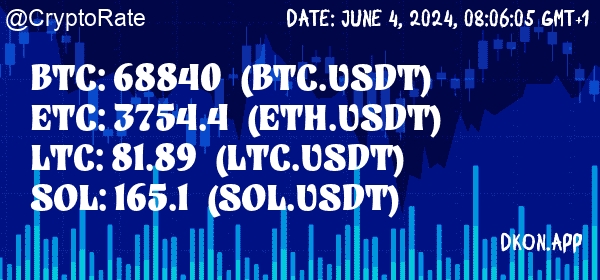 @CryptoRate
DATE: JUNE 4, 2024, 08:06:05 GMT+1
BTC: 68840 (BTC.USDT)
ETC: 3754.4 (ETH.USDT)
LTC: 81.89 (LTC.USDT)
SOL: 165.1 (SOL.USDT)
DKON.APP